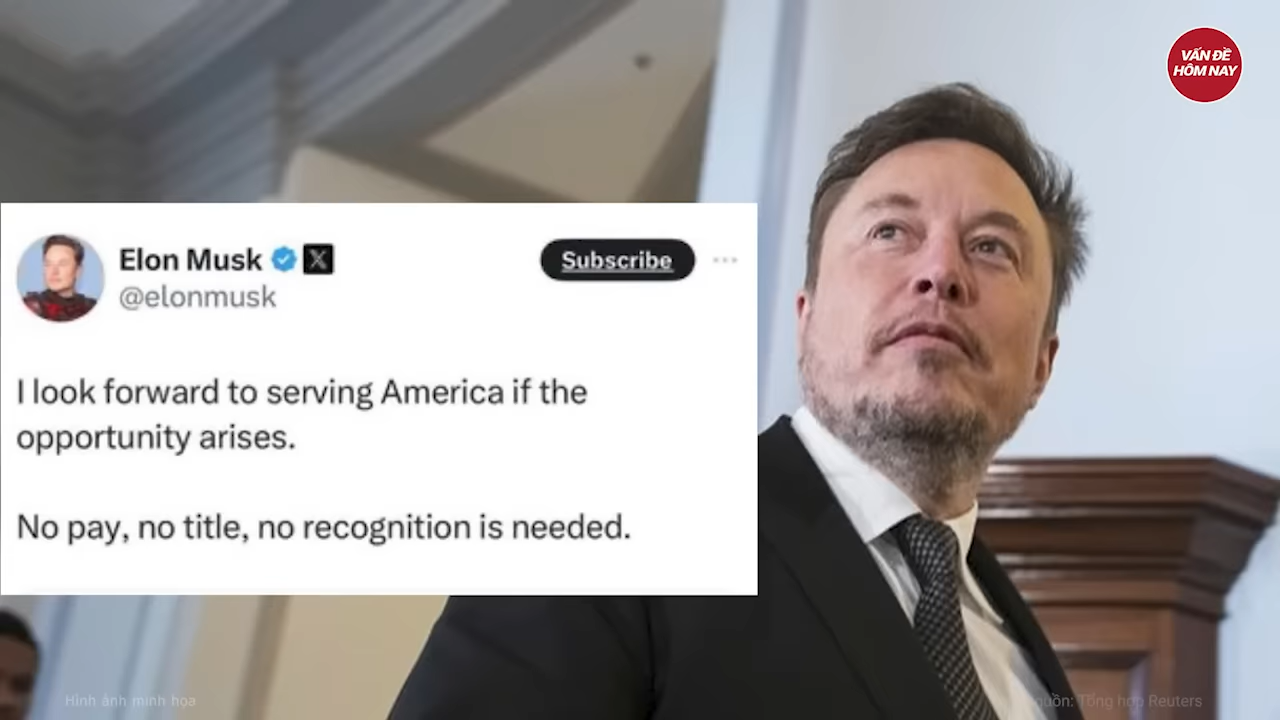 VẤN ĐỀ
HÔM NAY
Elon Musk
@elonmusk
Subscribe
I look forward to serving America if the
opportunity arises.
No pay, no title, no recognition is needed.
Hình ảnh minh họa
Tổng hợp Reuters